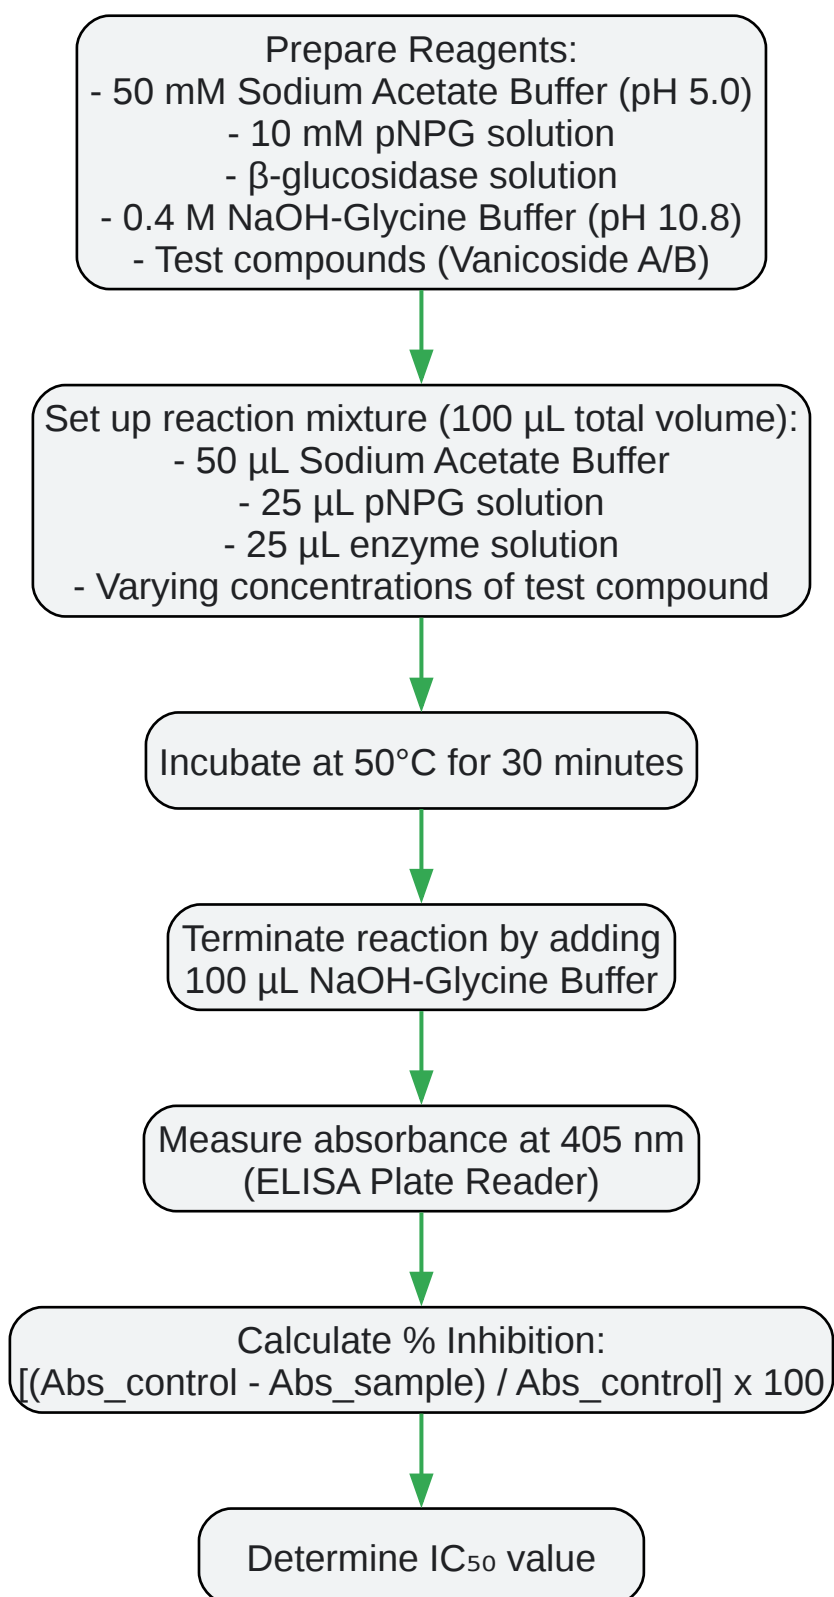 Prepare Reagents:
- 50 mM Sodium Acetate Buffer (pH 5.0)
- 10 mM pNPG solution
- β-glucosidase solution
- 0.4 M NaOH-Glycine Buffer (pH 10.8)
- Test compounds (Vanicoside A/B)
Set up reaction mixture (100 µL total volume):
- 50 µL Sodium Acetate Buffer
- 25 µL pNPG solution
- 25 µL enzyme solution
- Varying concentrations of test compound
Incubate at 50°C for 30 minutes
Terminate reaction by adding
100 µL NaOH-Glycine Buffer
Measure absorbance at 405 nm
(ELISA Plate Reader)
Calculate % Inhibition:
[(Abs_control - Abs_sample) / Abs_control] x 100
Determine IC₅₀ value